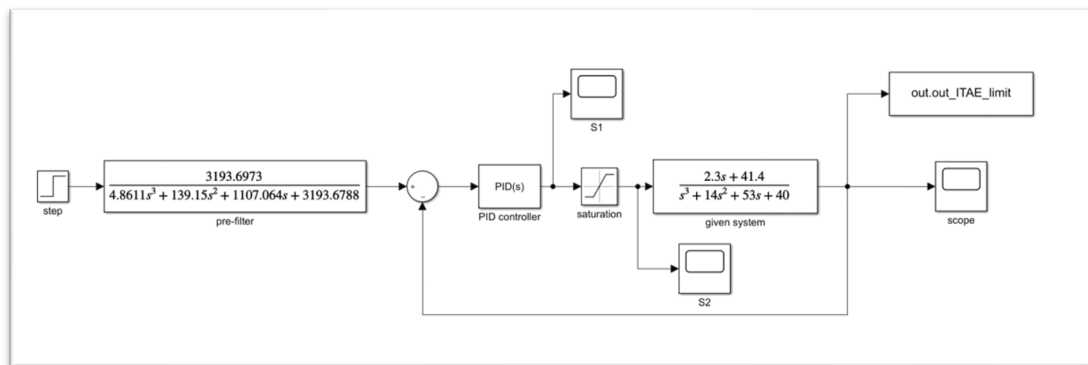 out.out_ITAE_limit
S1
3193.6973
4.8611s³ + 139.15s² + 1107.064s + 3193.6788
PID(s)
2.3s + 41.4
s³ + 14s² + 53s + 40
+
−
step
pre-filter
PID controller
saturation
given system
scope
S2